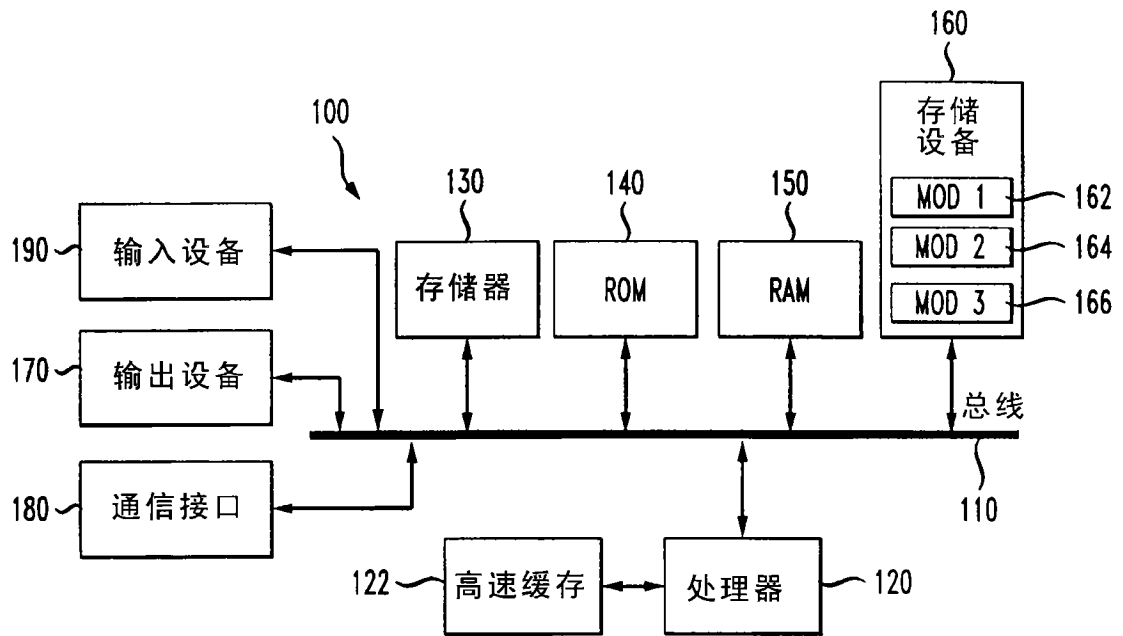 160
存储
设备
100
130
140
150
MOD 1
162
190
输入设备
存储器
ROM
RAM
MOD 2
164
MOD 3
166
170
输出设备
总线
180
通信接口
110
122
高速缓存
处理器
120